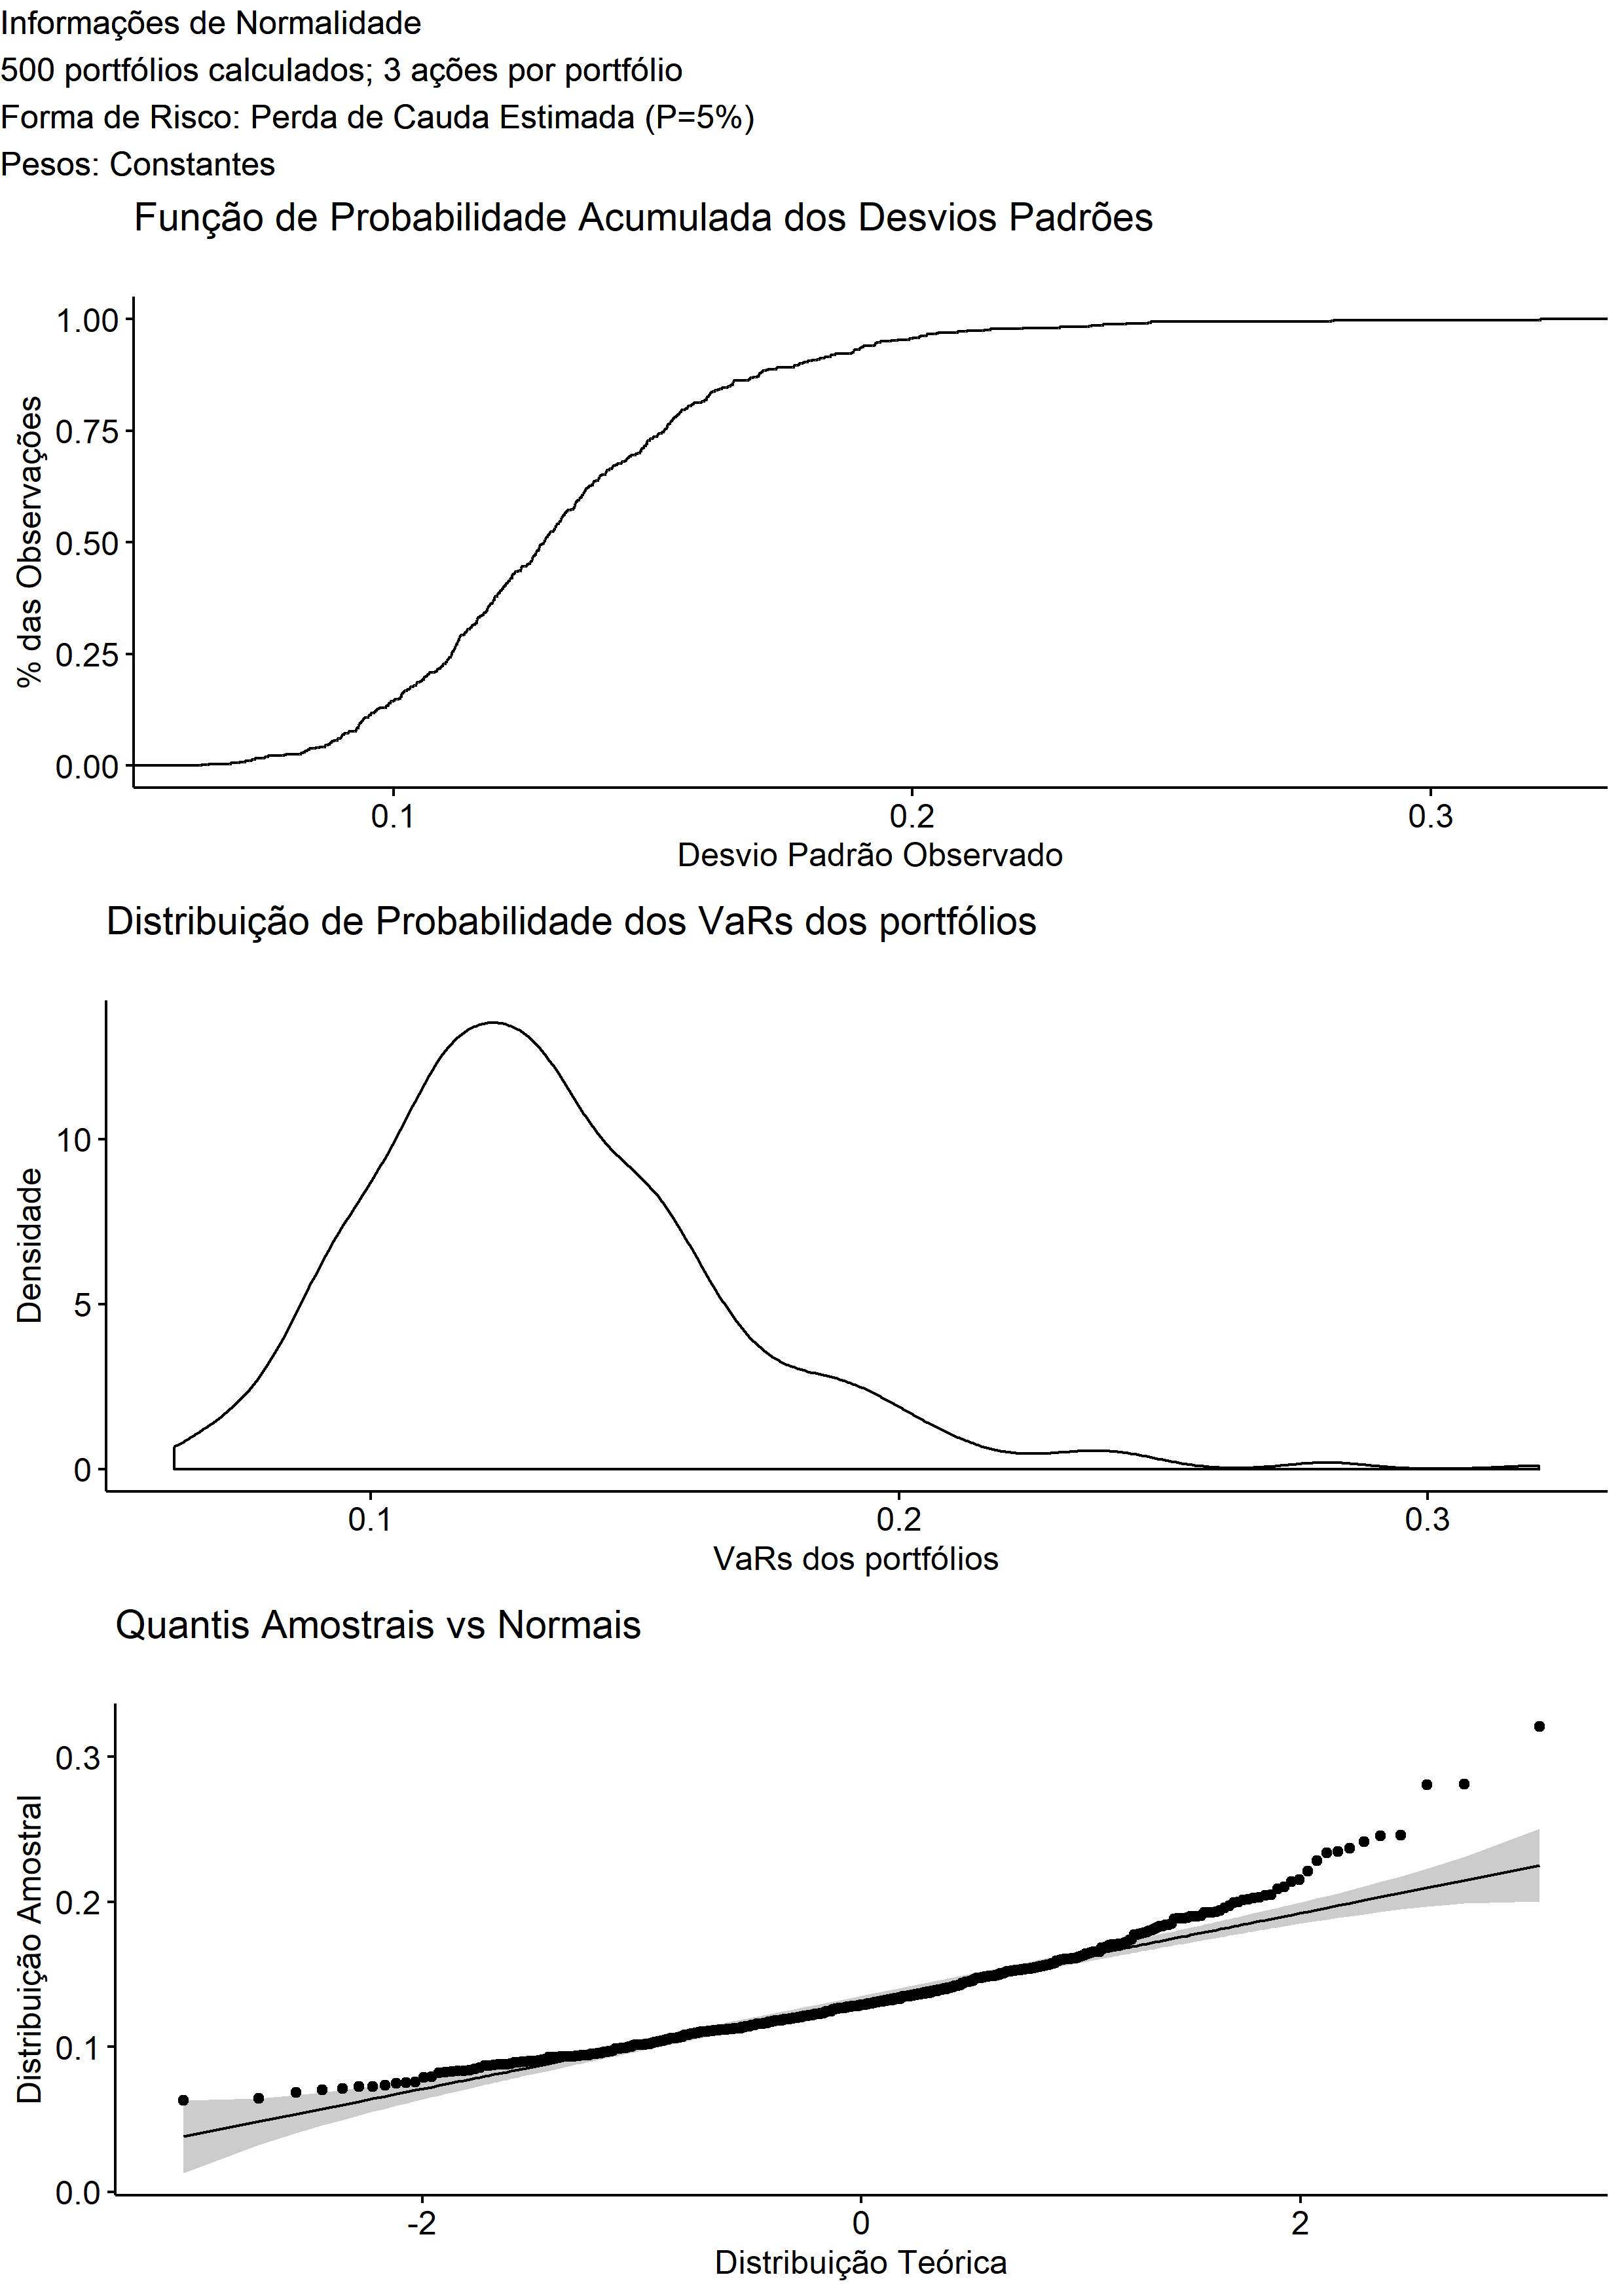 Informações de Normalidade
500 portfólios calculados; 3 ações por portfólio
Forma de Risco: Perda de Cauda Estimada (P=5%)
Pesos: Constantes
Função de Probabilidade Acumulada dos Desvios Padrões
1.00
0.75
0.50
0.25
0.00
% das Observações
0.1 0.2 0.3
Desvio Padrão Observado
Distribuição de Probabilidade dos VaRs dos portfólios
10
5
0
Densidade
0.1 0.2 0.3
VaRs dos portfólios
Quantis Amostrais vs Normais
0.3
0.2
0.1
0.0
Distribuição Amostral
-2 0 2
Distribuição Teórica